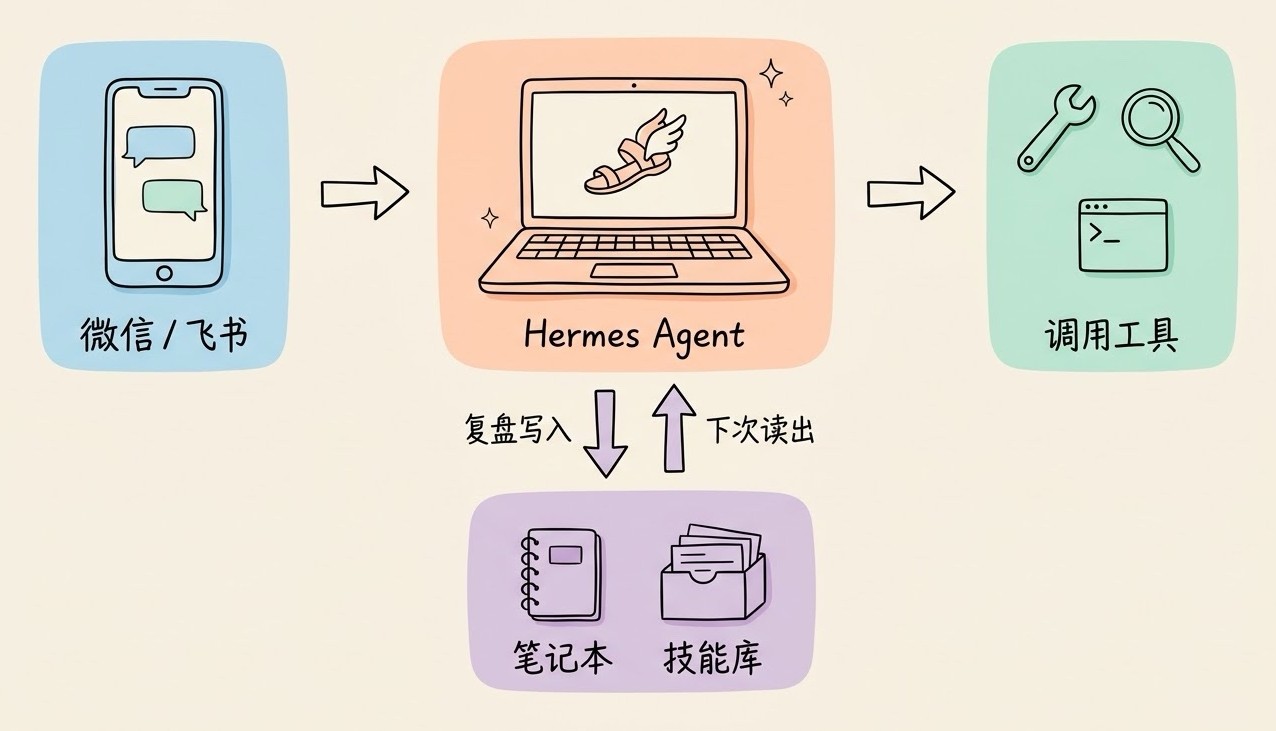 微信 / 飞书
Hermes Agent
调用工具
复盘写入
下次读出
笔记本
技能库